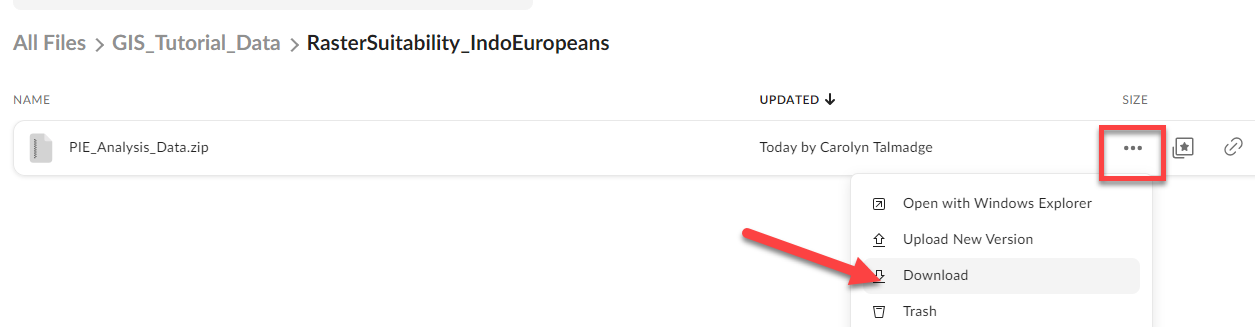 All Files > GIS_Tutorial_Data > RasterSuitability_IndoEuropeans
NAME UPDATED SIZE
PIE_Analysis_Data.zip Today by Carolyn Talmadge
Open with Windows Explorer
Upload New Version
Download
Trash